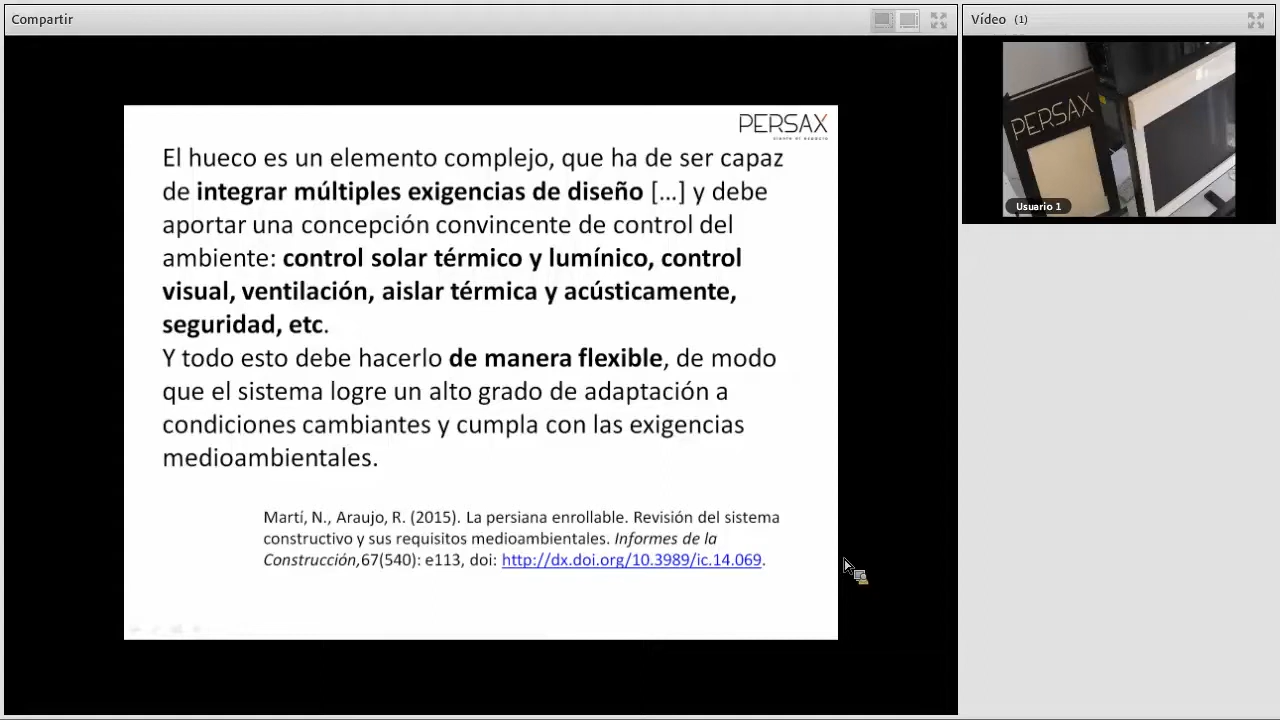 Compartir
Vídeo (1)
PERSAX
El hueco es un elemento complejo, que ha de ser capaz
de integrar múltiples exigencias de diseño [...] y debe
aportar una concepción convincente de control del
ambiente: control solar térmico y lumínico, control
visual, ventilación, aislar térmica y acústicamente,
seguridad, etc.
Y todo esto debe hacerlo de manera flexible, de modo
que el sistema logre un alto grado de adaptación a
condiciones cambiantes y cumpla con las exigencias
medioambientales.
Martí, N., Araujo, R. (2015). La persiana enrollable. Revisión del sistema
constructivo y sus requisitos medioambientales. Informes de la
Construcción,67(540): e113, doi: http://dx.doi.org/10.3989/ic.14.069.
PERSAX
Usuario 1